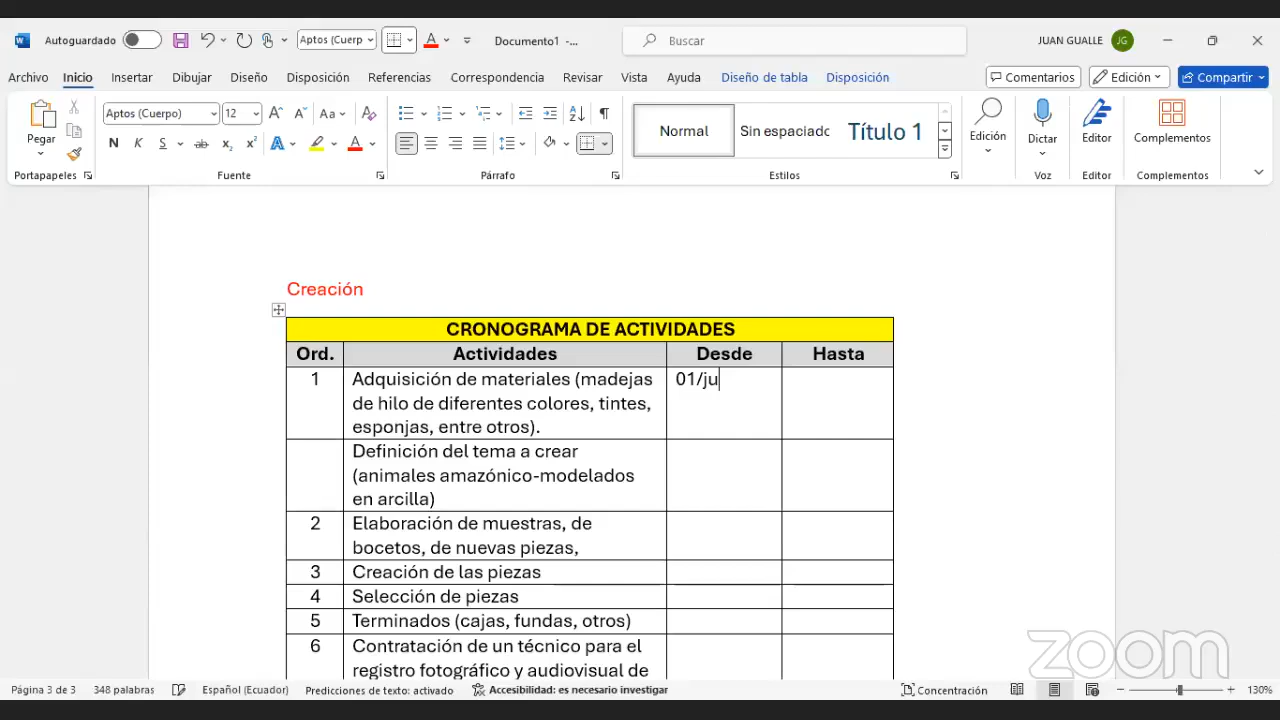 Autoguardado
Aptos (Cuerp
Documento1 -...
Buscar
JUAN GUALLE
JG
Archivo Inicio Insertar Dibujar Diseño Disposición Referencias Correspondencia Revisar Vista Ayuda Diseño de tabla Disposición
Comentarios
Edición
Compartir
Pegar
Portapapeles
Aptos (Cuerpo)
12
Fuente
Párrafo
Normal
Sin espaciado
Título 1
Estilos
Edición
Dictar
Voz
Editor
Editor
Complementos
Complementos
Creación
CRONOGRAMA DE ACTIVIDADES
Ord. Actividades Desde Hasta
1 Adquisición de materiales (madejas 01/ju
de hilo de diferentes colores, tintes,
esponjas, entre otros).
Definición del tema a crear
(animales amazónico-modelados
en arcilla)
2 Elaboración de muestras, de
bocetos, de nuevas piezas,
3 Creación de las piezas
4 Selección de piezas
5 Terminados (cajas, fundas, otros)
6 Contratación de un técnico para el
registro fotográfico y audiovisual de
zoom
Página 3 de 3 348 palabras Español (Ecuador) Predicciones de texto: activado Accesibilidad: es necesario investigar Concentración 130%